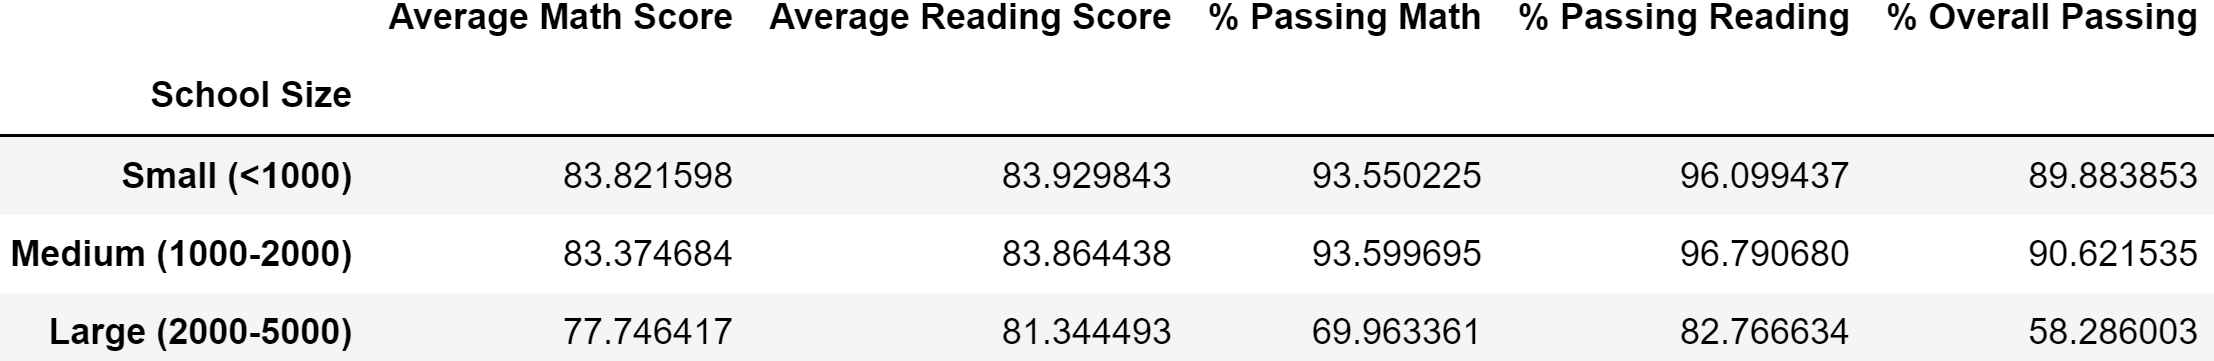 Average Math Score Average Reading Score % Passing Math % Passing Reading % Overall Passing
School Size
Small (<1000) 83.821598 83.929843 93.550225 96.099437 89.883853
Medium (1000-2000) 83.374684 83.864438 93.599695 96.790680 90.621535
Large (2000-5000) 77.746417 81.344493 69.963361 82.766634 58.286003